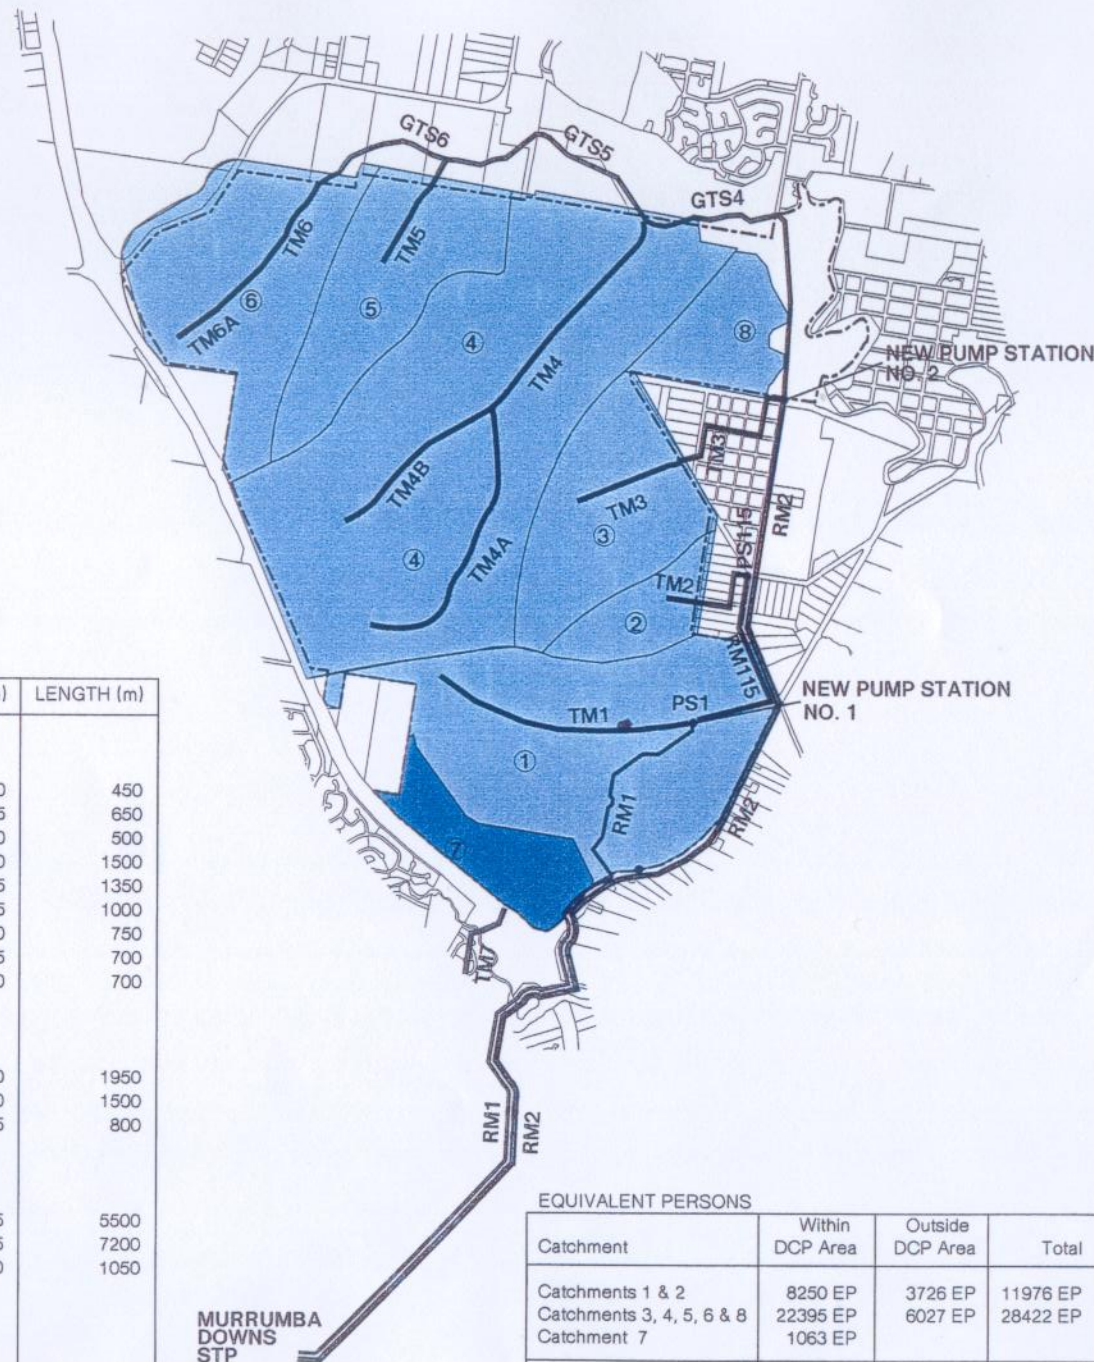 GTS6
GTS5
GTS4
TM6
TM5
⑥
TM6A
⑤
④
⑧
TM4
NEW PUMP STATION
NO. 2
TM3
TM4B
TM3
RM2
③
PS115
④
TM4A
TM2
②
RM115
NEW PUMP STATION
NO. 1
PS1
TM1
①
RM1
RM2
7
TM7
RM1
RM2
MURRUMBA
DOWNS
STP
LENGTH (m)
450
650
500
1500
1350
1000
750
700
700
1950
1500
800
5500
7200
1050
EQUIVALENT PERSONS
Catchment Within DCP Area Outside DCP Area Total
Catchments 1 & 2 8250 EP 3726 EP 11976 EP
Catchments 3, 4, 5, 6 & 8 22395 EP 6027 EP 28422 EP
Catchment 7 1063 EP